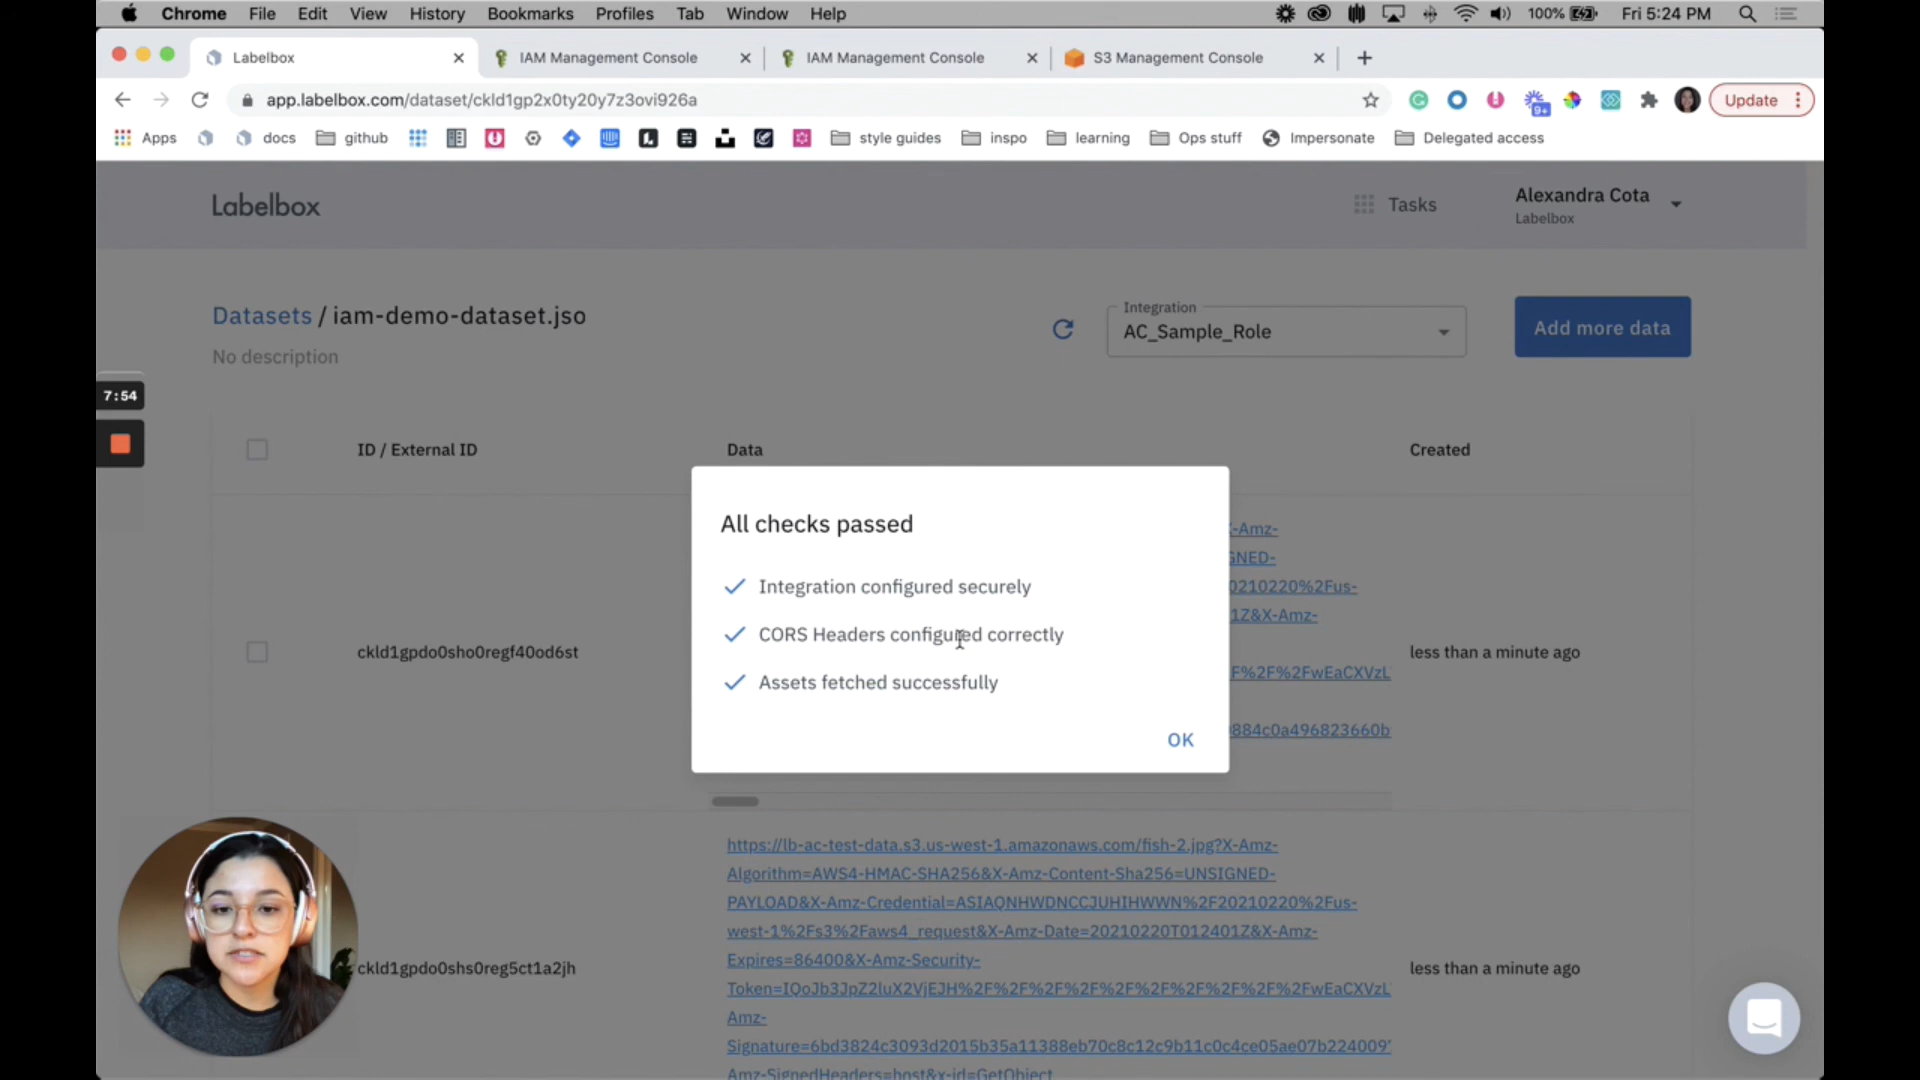 Chrome File Edit View History Bookmarks Profiles Tab Window Help 100% Fri 5:24 PM
Labelbox IAM Management Console IAM Management Console S3 Management Console
app.labelbox.com/dataset/ckld1gp2x0ty20y7z3ovi926a 9+ Update
Apps docs github style guides inspo learning Ops stuff Impersonate Delegated access
Labelbox Tasks Alexandra Cota
Labelbox
Datasets / iam-demo-dataset.jso Integration
AC_Sample_Role Add more data
No description
7:54
ID / External ID Data Created
All checks passed
Integration configured securely
CORS Headers configured correctly
Assets fetched successfully
OK
X-Amz-
GNED-
0210220%2Fus-
1Z&X-Amz-
ckld1gpdo0sho0regf40od6st less than a minute ago
F%2F%2FwEaCXVzL
884c0a496823660b
https://lb-ac-test-data.s3.us-west-1.amazonaws.com/fish-2.jpg?X-Amz-
Algorithm=AWS4-HMAC-SHA256&X-Amz-Content-Sha256=UNSIGNED-
PAYLOAD&X-Amz-Credential=ASIAQNHWDNCCJUHIHWWN%2F20210220%2Fus-
west-1%2Fs3%2Faws4_request&X-Amz-Date=20210220T012401Z&X-Amz-
Expires=86400&X-Amz-Security-
ckld1gpdo0shs0reg5ct1a2jh less than a minute ago
Token=IQoJb3JpZ2luX2VjEJH%2F%2F%2F%2F%2F%2F%2F%2F%2F%2FwEaCXVzL
Amz-
Signature=6bd3824c3093d2015b35a11388eb70c8c12c9b11c0c4ce05ae07b224009
Amz-SignedHeaders=host&x-id=GetObject